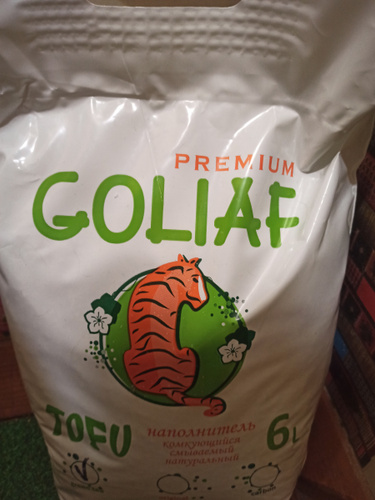 PREMIUM
GOLIAF
TOFU
наполнитель
комкующийся
смываемый
натуральный
6L